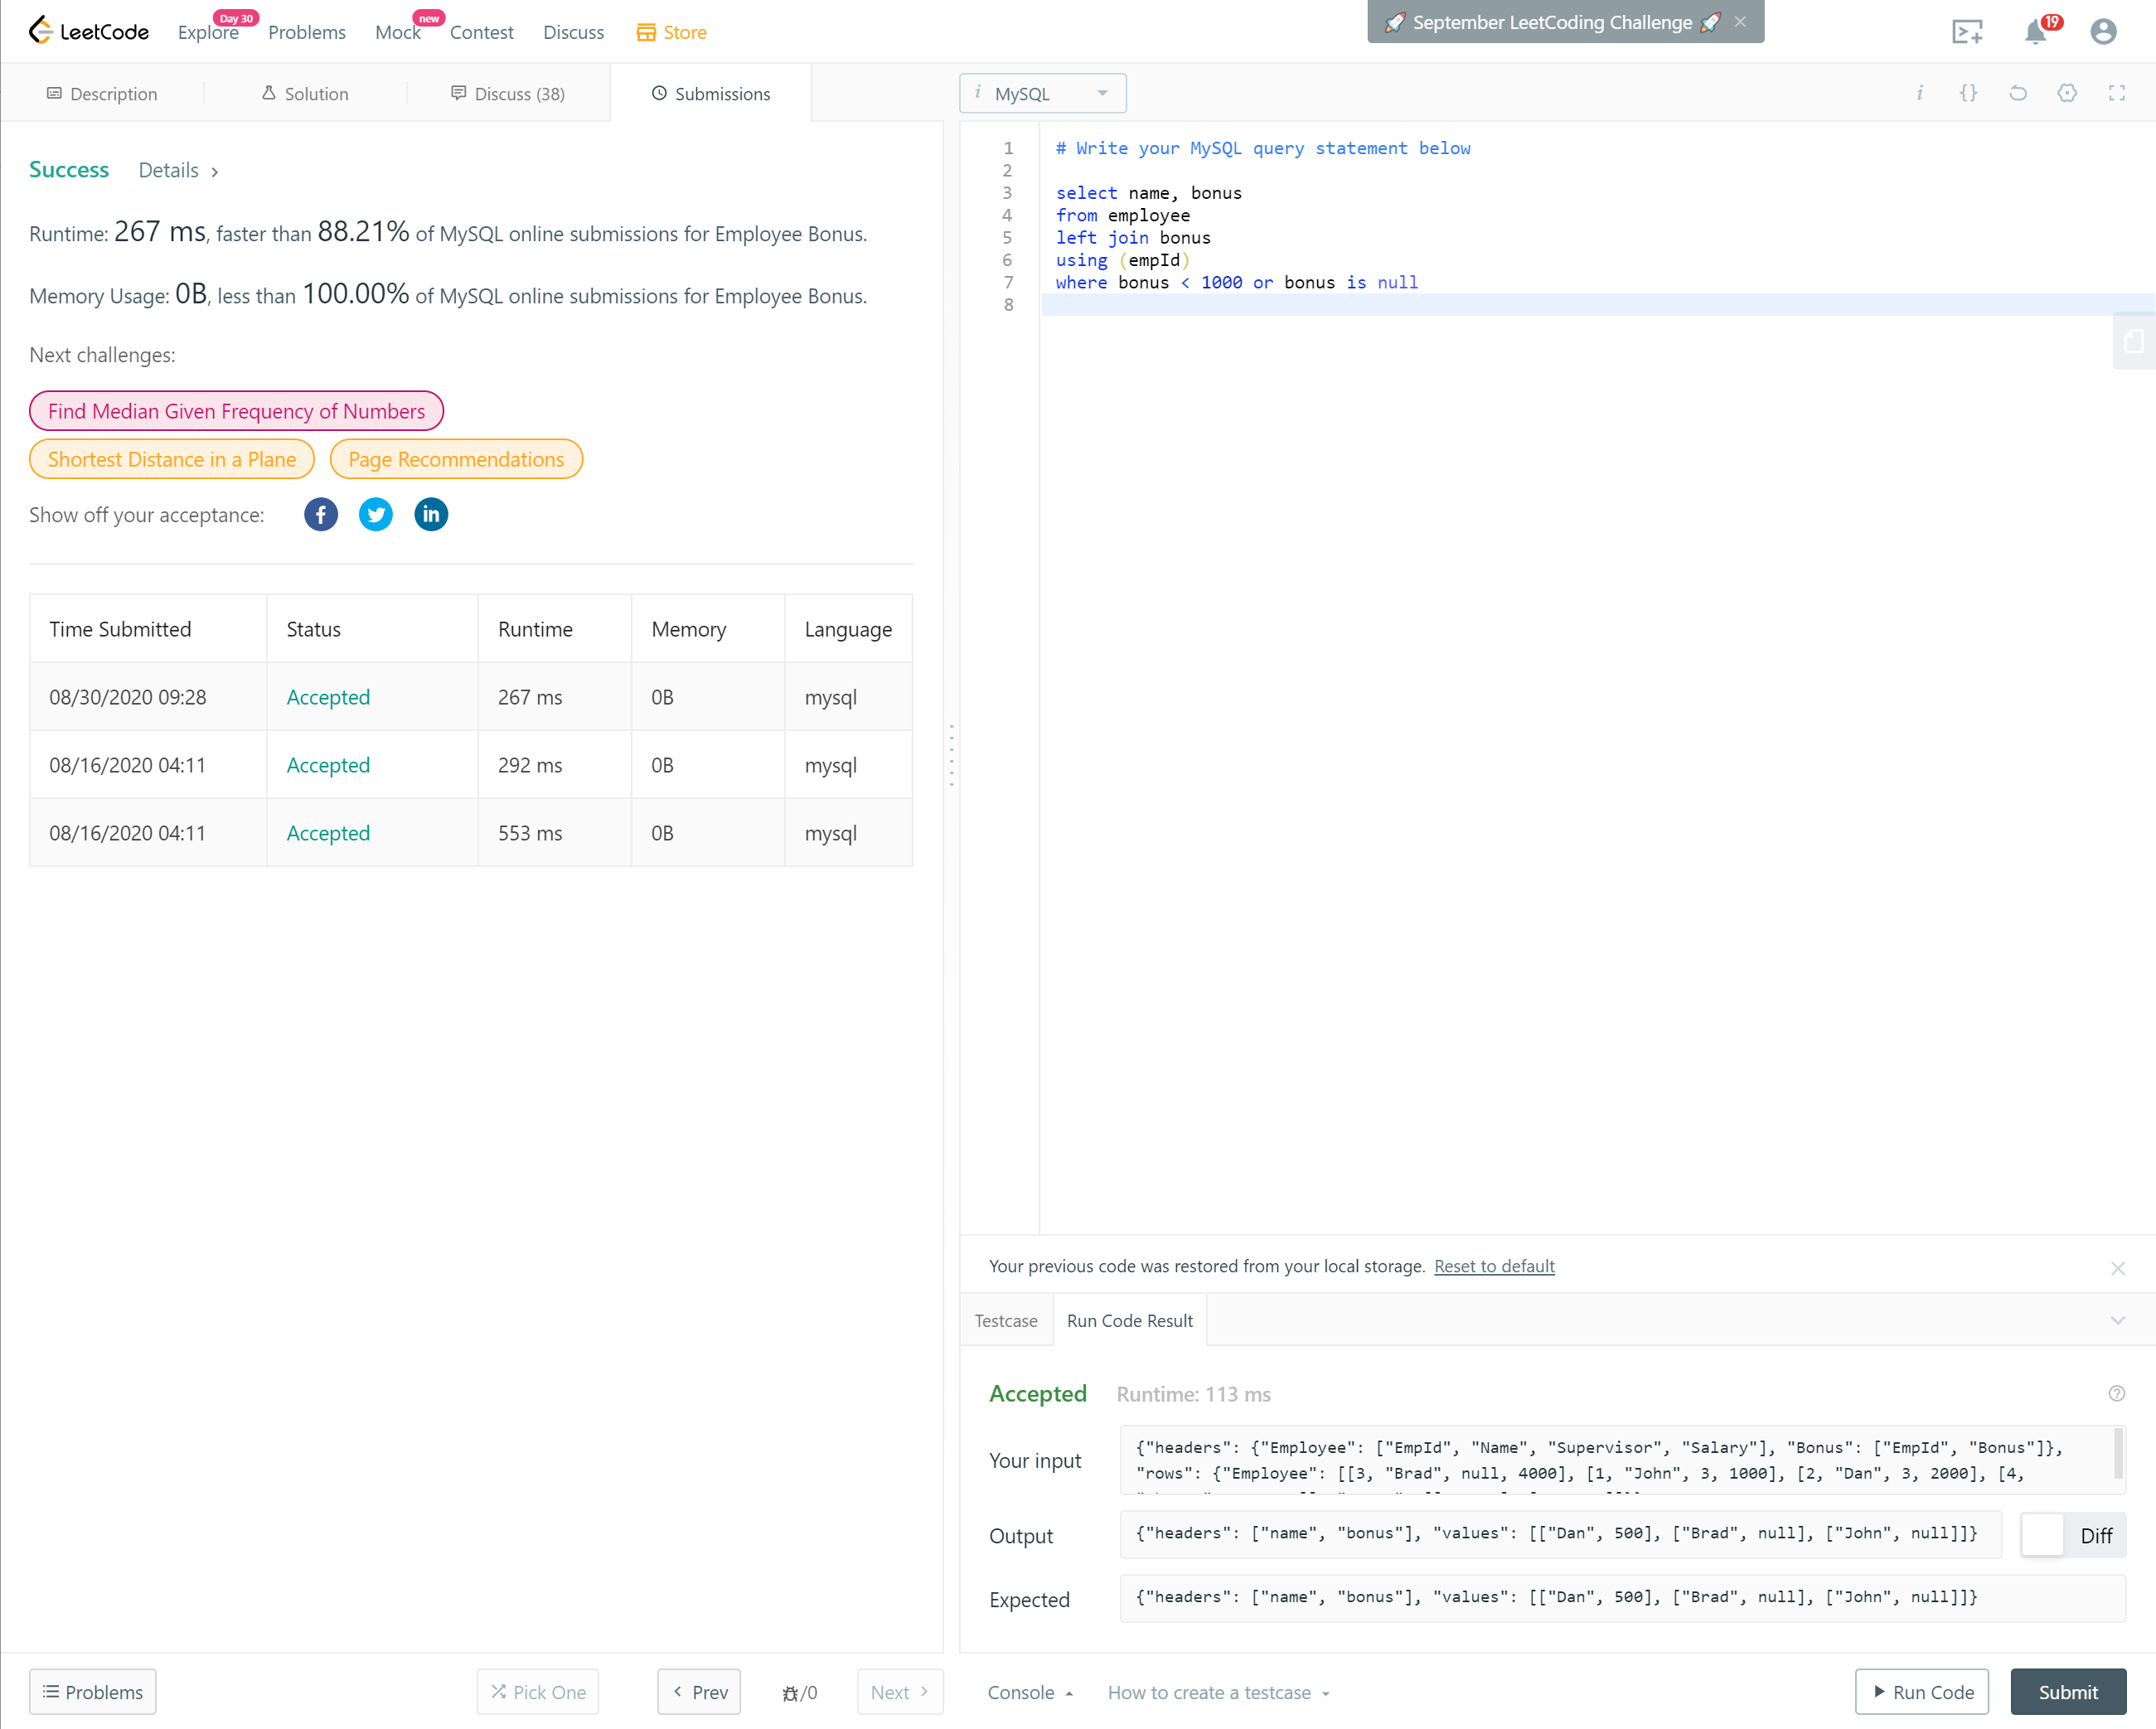 LeetCode
Explore
Day 30
Problems
Mock
new
Contest
Discuss
Store
🚀 September LeetCoding Challenge 🚀
19
Description
Solution
Discuss (38)
Submissions
Success
Details
Runtime: 267 ms, faster than 88.21% of MySQL online submissions for Employee Bonus.
Memory Usage: 0B, less than 100.00% of MySQL online submissions for Employee Bonus.
Next challenges:
Find Median Given Frequency of Numbers
Shortest Distance in a Plane
Page Recommendations
Show off your acceptance:
Time Submitted Status Runtime Memory Language
08/30/2020 09:28 Accepted 267 ms 0B mysql
08/16/2020 04:11 Accepted 292 ms 0B mysql
08/16/2020 04:11 Accepted 553 ms 0B mysql
Problems
Pick One
Prev
/0
Next
i MySQL
i {}
1 # Write your MySQL query statement below
2
3 select name, bonus
4 from employee
5 left join bonus
6 using (empId)
7 where bonus < 1000 or bonus is null
8
Your previous code was restored from your local storage. Reset to default
Testcase
Run Code Result
Accepted
Runtime: 113 ms
Your input
{"headers": {"Employee": ["EmpId", "Name", "Supervisor", "Salary"], "Bonus": ["EmpId", "Bonus"]},
"rows": {"Employee": [[3, "Brad", null, 4000], [1, "John", 3, 1000], [2, "Dan", 3, 2000], [4,
Output
{"headers": ["name", "bonus"], "values": [["Dan", 500], ["Brad", null], ["John", null]]}
Diff
Expected
{"headers": ["name", "bonus"], "values": [["Dan", 500], ["Brad", null], ["John", null]]}
Console
How to create a testcase
Run Code
Submit